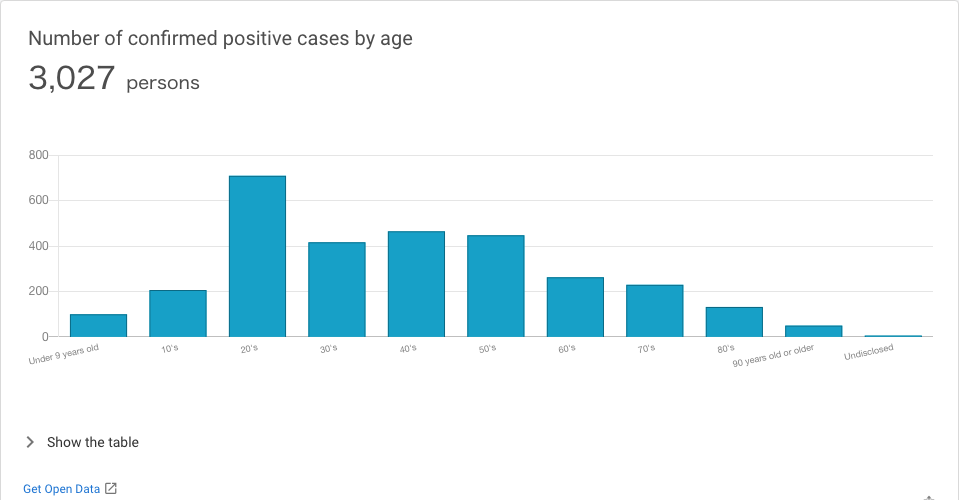 Number of confirmed positive cases by age
3,027 persons
800
600
400
200
0
Under 9 years old
10's
20's
30's
40's
50's
60's
70's
80's
90 years old or older
Undisclosed
Show the table
Get Open Data